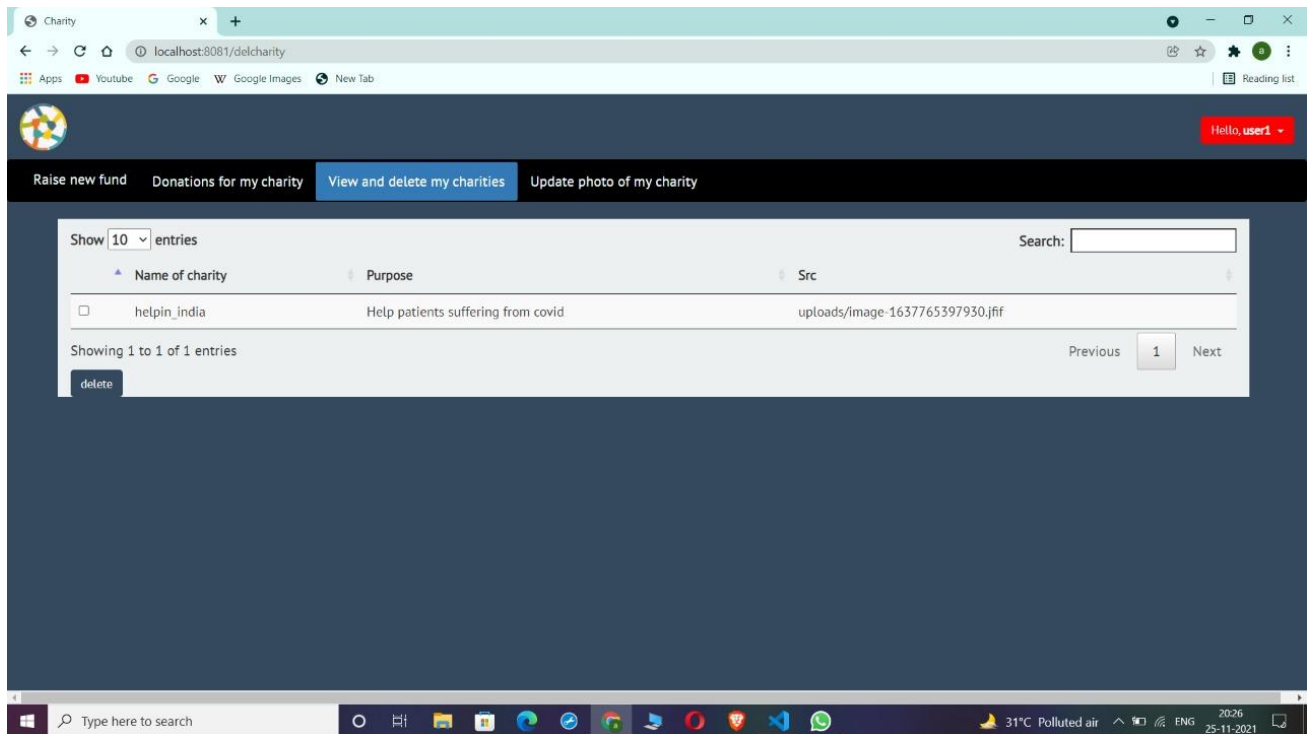 Charity
localhost:8081/delcharity
Apps Youtube G Google W Google Images New Tab Reading list
a
Hello, user1
Raise new fund Donations for my charity View and delete my charities Update photo of my charity
Show 10 entries Search:
Name of charity Purpose Src
helpin_india Help patients suffering from covid uploads/image-1637765397930.jfif
Showing 1 to 1 of 1 entries Previous 1 Next
delete
Type here to search 31°C Polluted air ENG 20:26
25-11-2021